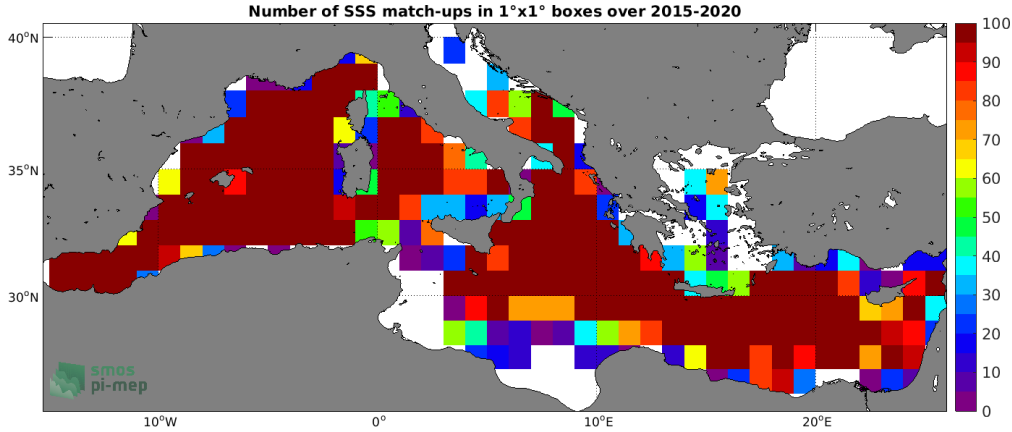 Number of SSS match-ups in 1°x1° boxes over 2015-2020
40°N
35°N
30°N
10°W
0°
10°E
20°E
100
90
80
70
60
50
40
30
20
10
0
smos
pi-mep